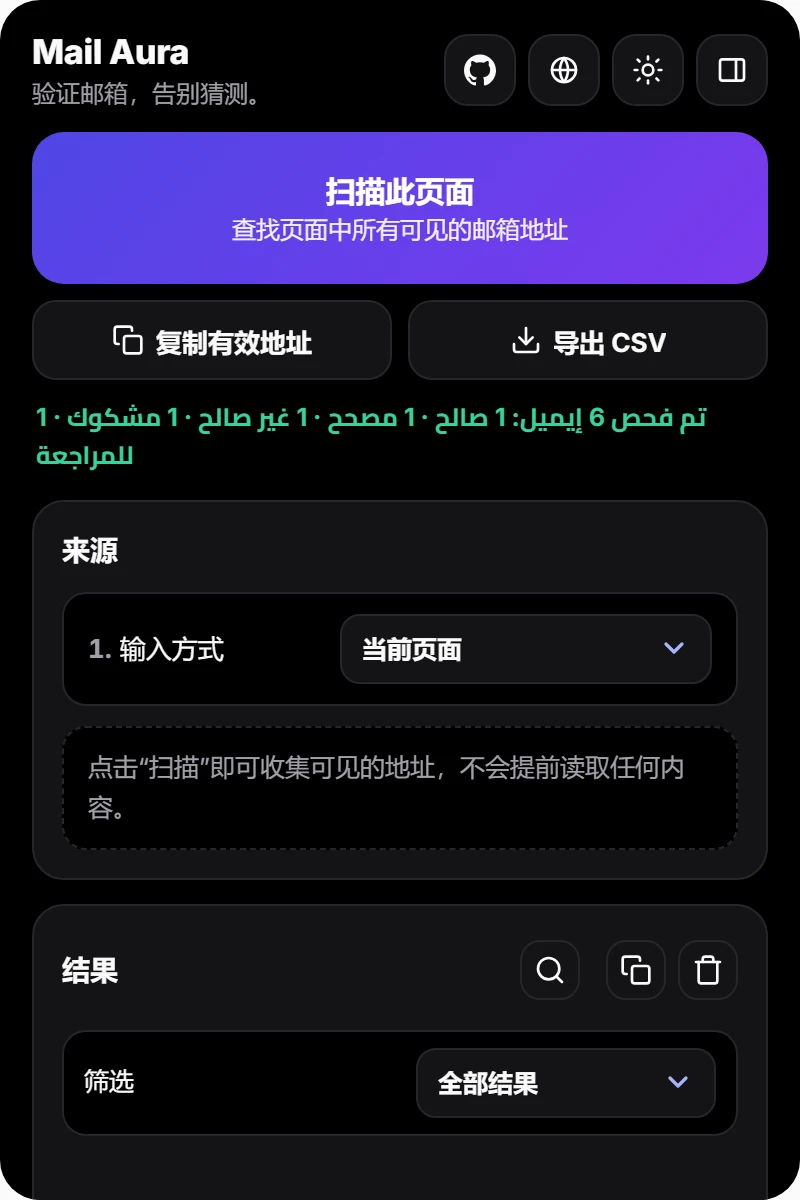 Mail Aura
验证邮箱，告别猜测。
扫描此页面
查找页面中所有可见的邮箱地址
复制有效地址
导出 CSV
تم فحص 6 إيميل: 1 صالح · 1 مصحح · 1 غير صالح · 1 مشكوك · 1
للمراجعة
来源
1. 输入方式
当前页面
点击“扫描”即可收集可见的地址，不会提前读取任何内
容。
结果
筛选
全部结果